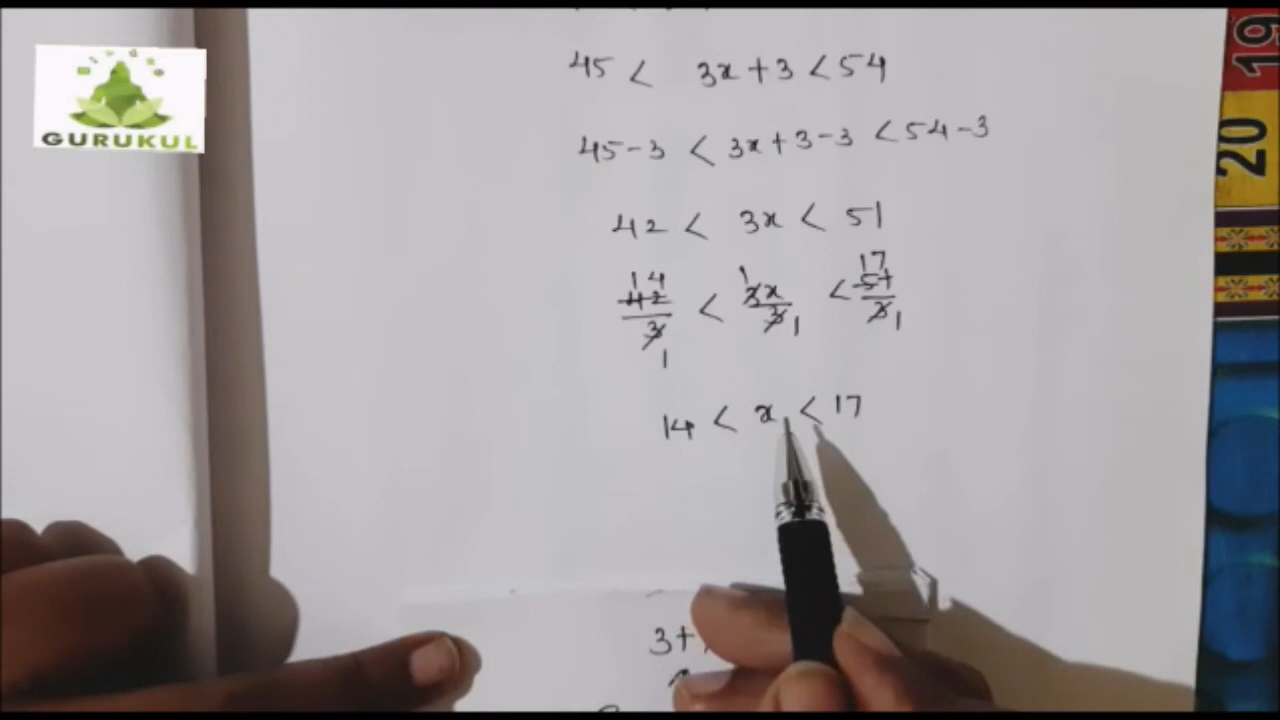 GURUKUL
45 < 3x + 3 < 54
45 - 3 < 3x + 3 - 3 < 54 - 3
42 < 3x < 51
14 1 17
42/3 < 3x/3 < 51/3
1 1 1
14 < x < 17
3+
19
20